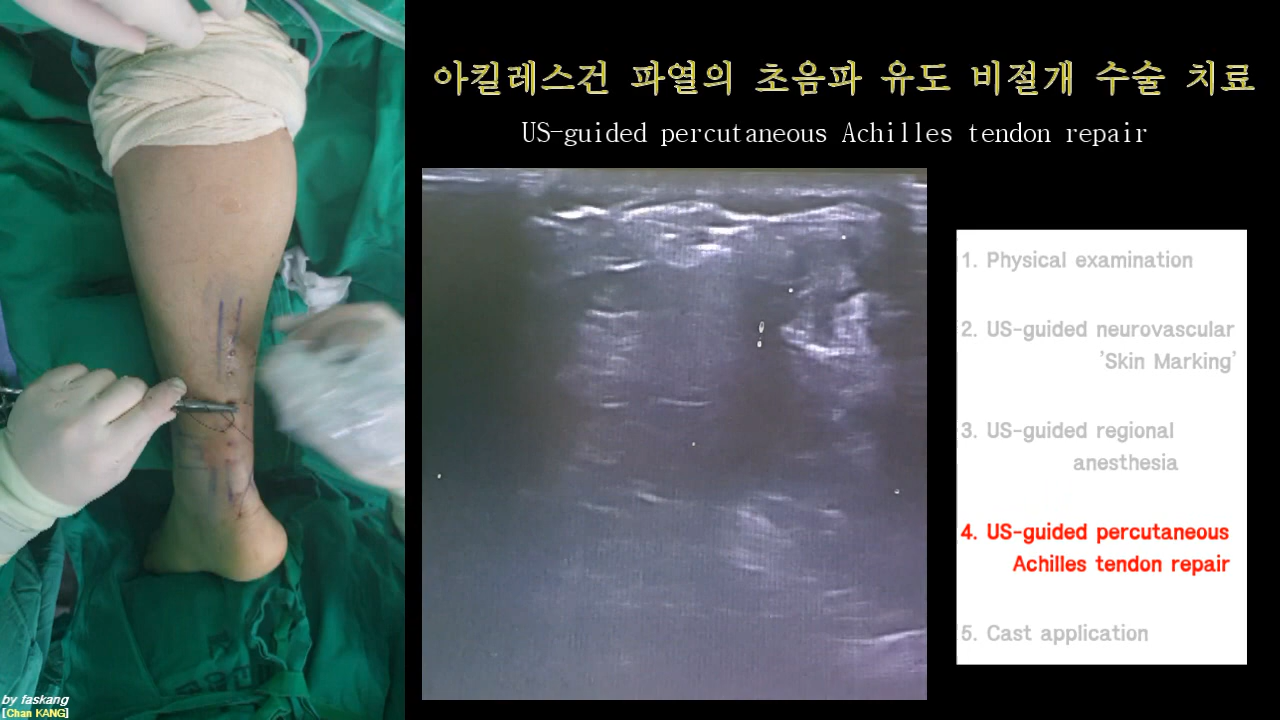 아킬레스건 파열의 초음파 유도 비절개 수술 치료
US-guided percutaneous Achilles tendon repair
1. Physical examination
2. US-guided neurovascular
'Skin Marking'
3. US-guided regional
anesthesia
4. US-guided percutaneous
Achilles tendon repair
5. Cast application
by faskang
[Chan KANG]